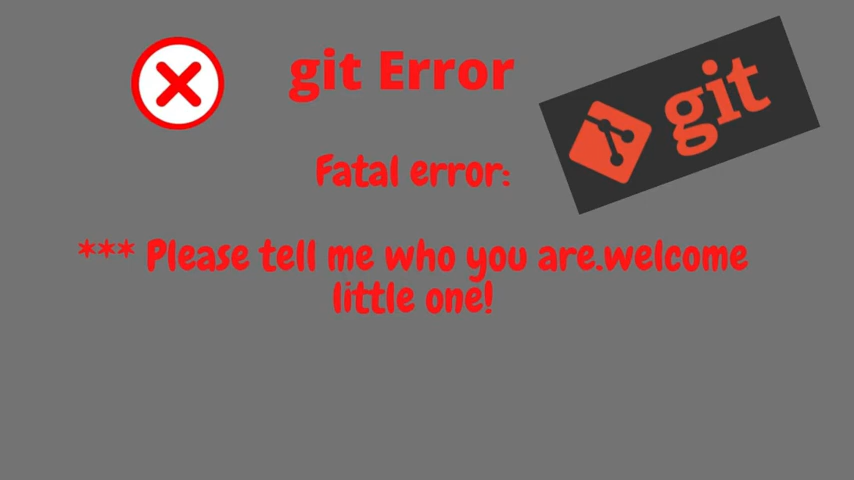 git Error
git
Fatal error:
*** Please tell me who you are.welcome
little one!